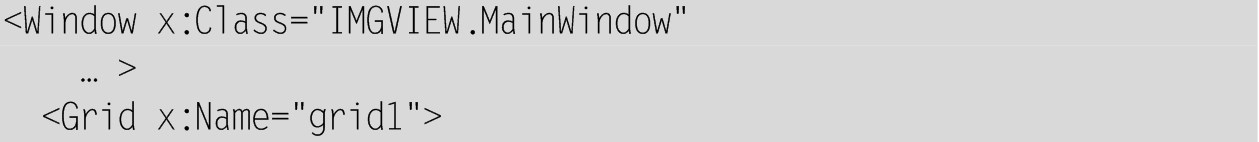 <Window x:Class="IMGVIEW.MainWindow"
… >
<Grid x:Name="grid1">